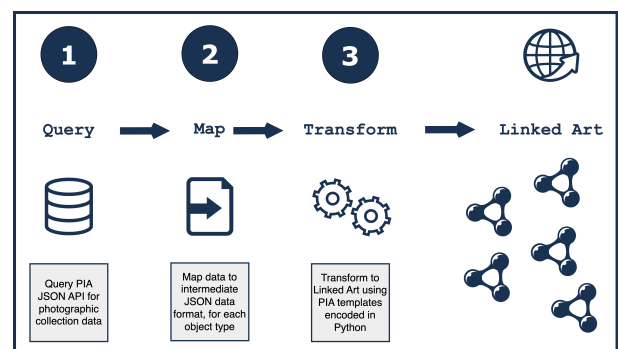 1
2
3
Query
Map
Transform
Linked Art
Query PIA
JSON API for
photographic
collection data
Map data to
intermediate
JSON data
format, for each
object type
Transform to
Linked Art using
PIA templates
encoded in
Python